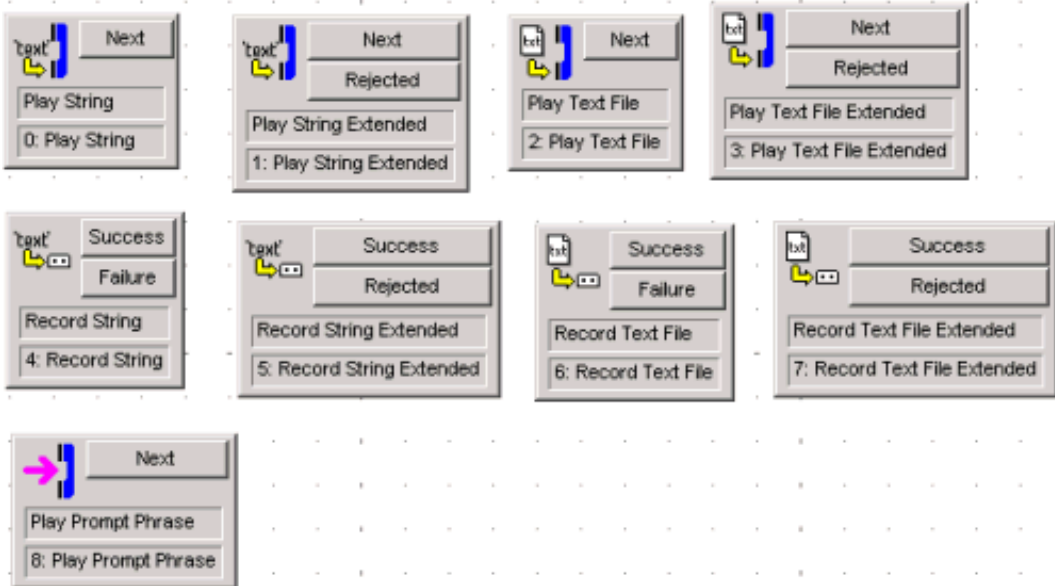 'text'
Next
Play String
0: Play String
'text'
Next
Rejected
Play String Extended
1: Play String Extended
txt
Next
Play Text File
2: Play Text File
txt
Next
Rejected
Play Text File Extended
3: Play Text File Extended
'text'
Success
Failure
Record String
4: Record String
'text'
Success
Rejected
Record String Extended
5: Record String Extended
txt
Success
Failure
Record Text File
6: Record Text File
txt
Success
Rejected
Record Text File Extended
7: Record Text File Extended
Next
Play Prompt Phrase
8: Play Prompt Phrase